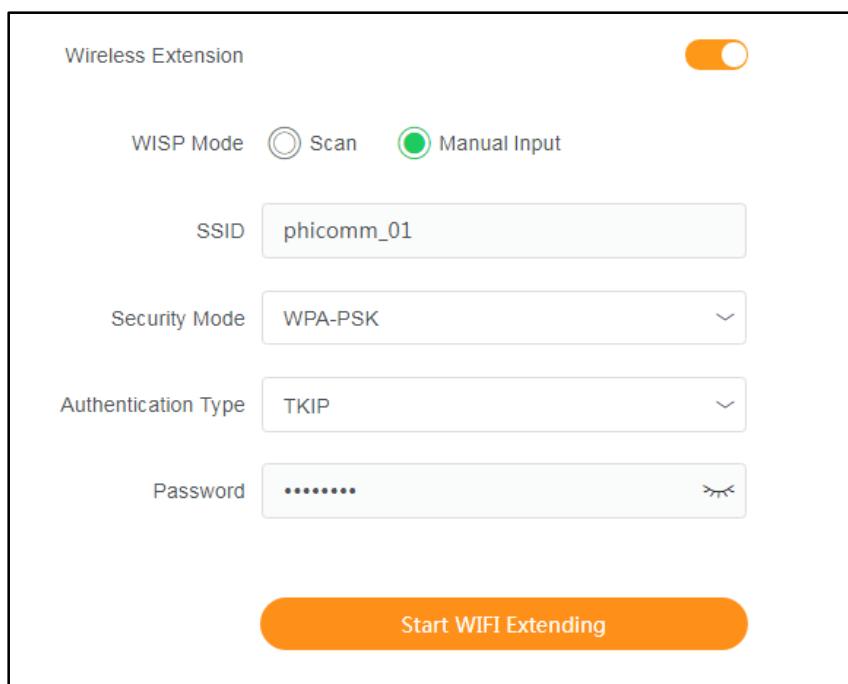 Wireless Extension
WISP Mode Scan Manual Input
SSID phicomm_01
Security Mode WPA-PSK
Authentication Type TKIP
Password ••••••••
Start WIFI Extending